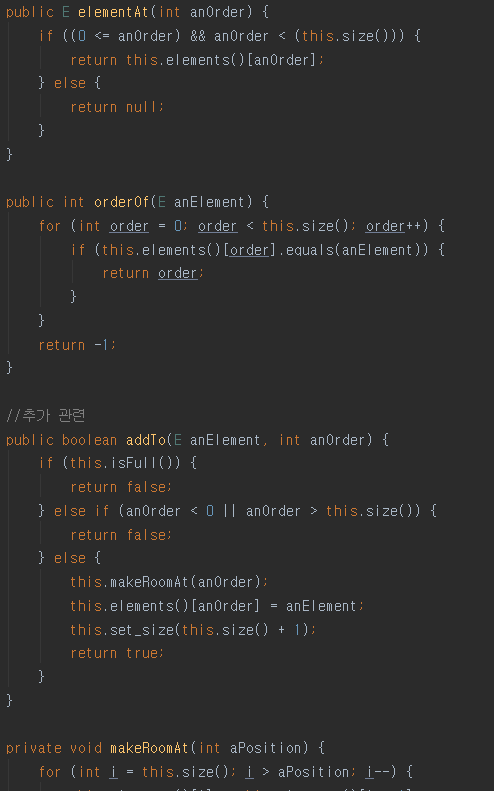 public E elementAt(int anOrder) {
if ((0 <= anOrder) && anOrder < (this.size())) {
return this.elements()[anOrder];
} else {
return null;
}
}
public int orderOf(E anElement) {
for (int order = 0; order < this.size(); order++) {
if (this.elements()[order].equals(anElement)) {
return order;
}
}
return -1;
}
//추가 관련
public boolean addTo(E anElement, int anOrder) {
if (this.isFull()) {
return false;
} else if (anOrder < 0 || anOrder > this.size()) {
return false;
} else {
this.makeRoomAt(anOrder);
this.elements()[anOrder] = anElement;
this.set_size(this.size() + 1);
return true;
}
}
private void makeRoomAt(int aPosition) {
for (int i = this.size(); i > aPosition; i--) {